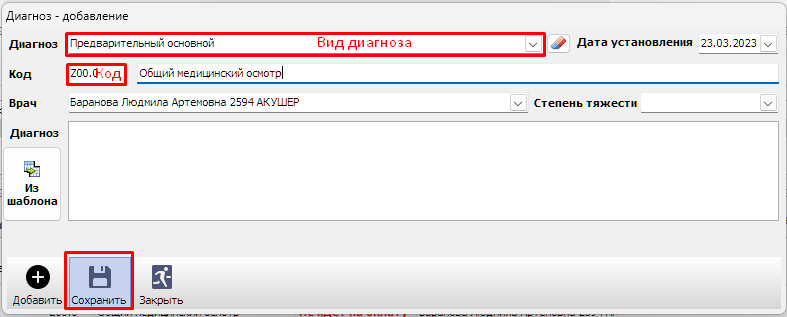 Диагноз - добавление
Диагноз Предварительный основной Вид диагноза Дата установления 23.03.2023
Код Z00.0 Код Общий медицинский осмотр
Врач Баранова Людмила Артемовна 2594 АКУШЕР Степень тяжести
Диагноз
Из
шаблона
Добавить Сохранить Закрыть